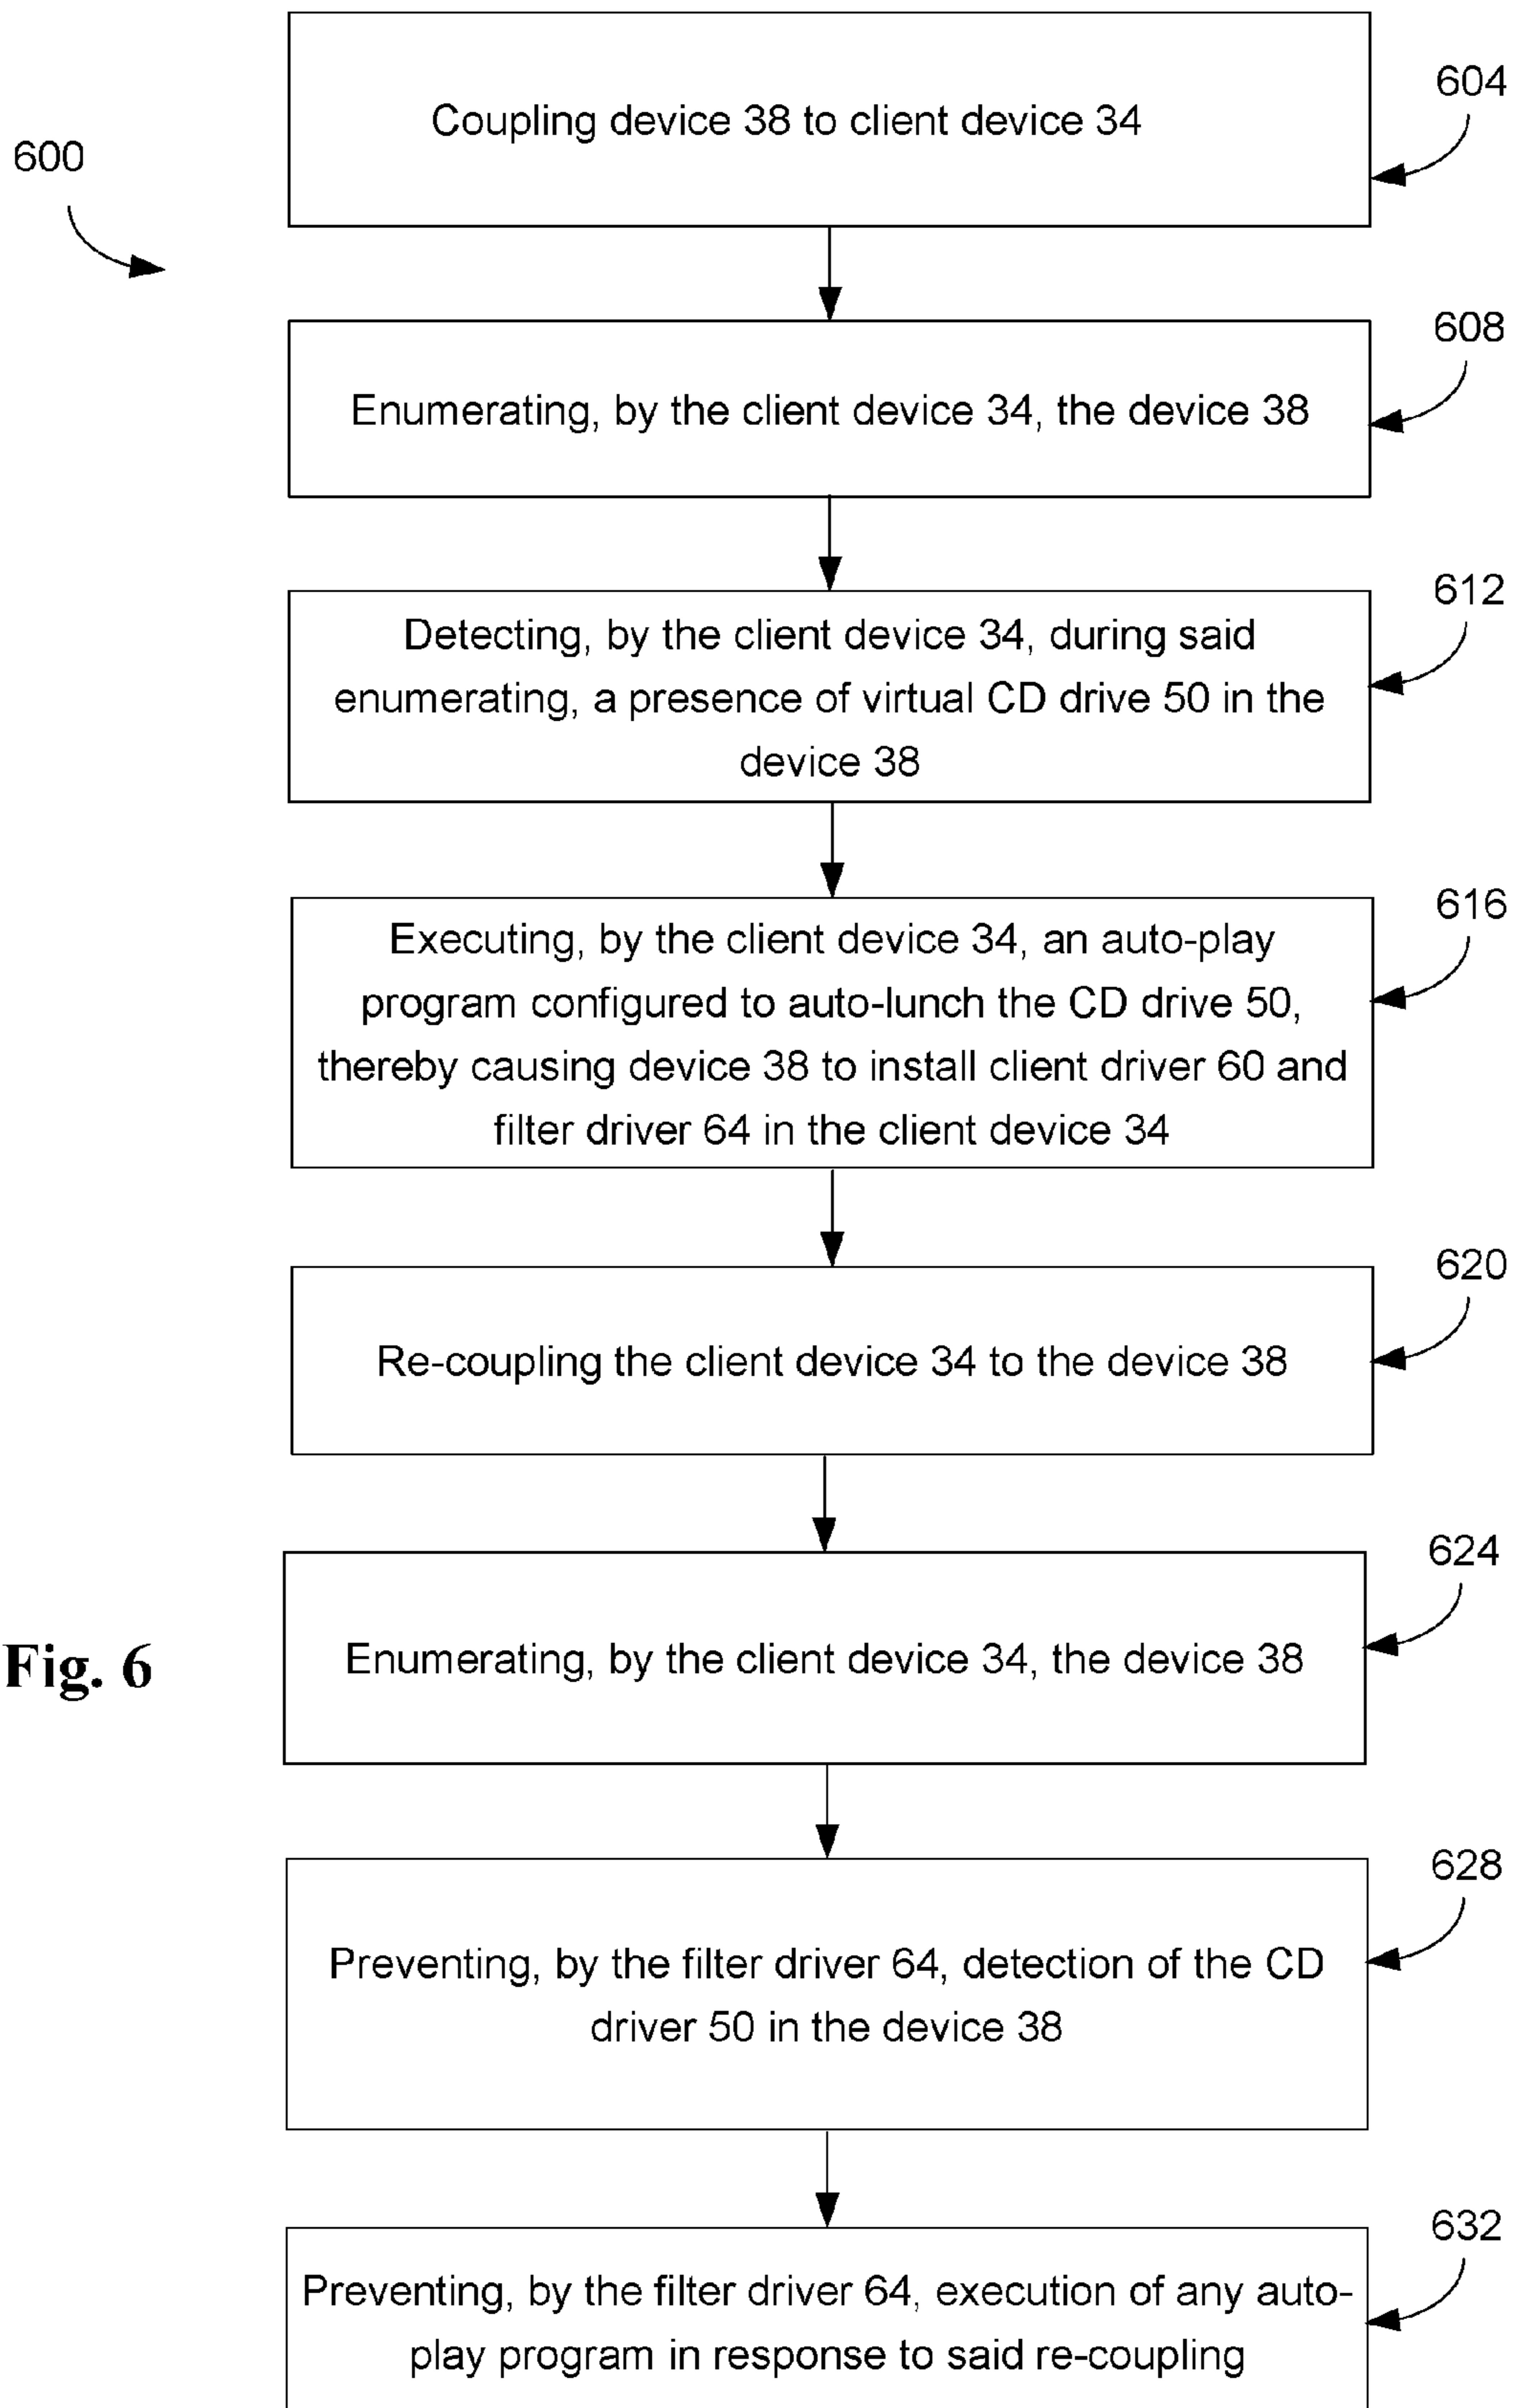 600
Coupling device 38 to client device 34
604
Enumerating, by the client device 34, the device 38
608
Detecting, by the client device 34, during said
enumerating, a presence of virtual CD drive 50 in the
device 38
612
Executing, by the client device 34, an auto-play
program configured to auto-lunch the CD drive 50,
thereby causing device 38 to install client driver 60 and
filter driver 64 in the client device 34
616
Re-coupling the client device 34 to the device 38
620
Enumerating, by the client device 34, the device 38
624
Fig. 6
Preventing, by the filter driver 64, detection of the CD
driver 50 in the device 38
628
Preventing, by the filter driver 64, execution of any auto-
play program in response to said re-coupling
632